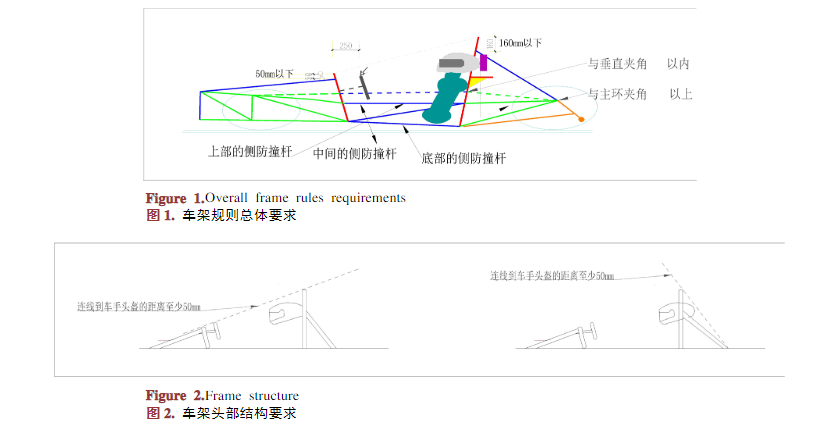 250
160mm以下
50mm以下
与垂直夹角 以内
与主环夹角 以上
上部的侧防撞杆
中间的侧防撞杆
底部的侧防撞杆
Figure 1.Overall frame rules requirements
图1. 车架规则总体要求
连线到车手头盔的距离至少50mm
连线到车手头盔的距离至少50mm
Figure 2.Frame structure
图2. 车架头部结构要求